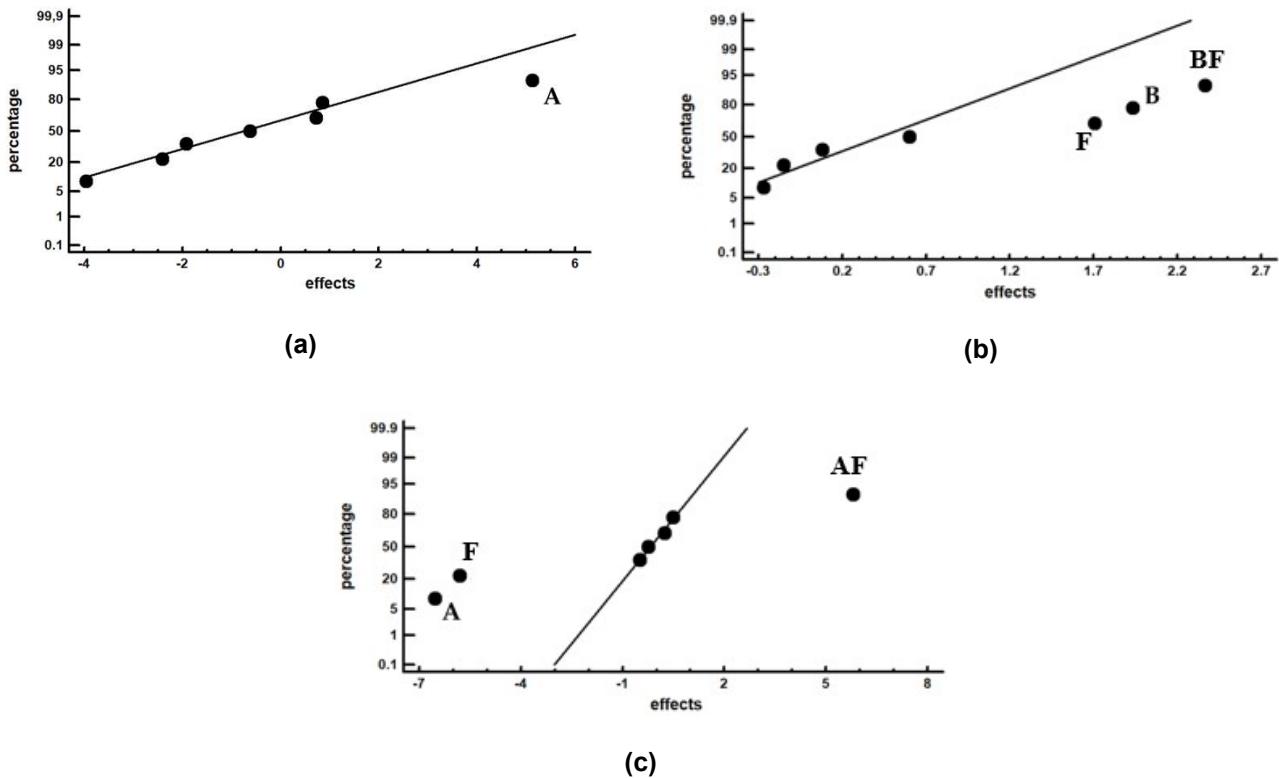 99,9
99
95
80
50
20
5
1
0.1
percentage
A
-4 -2 0 2 4 6
effects
(a)
99.9
99
95
80
50
20
5
1
0.1
percentage
BF
B
F
-0.3 0.2 0.7 1.2 1.7 2.2 2.7
effects
(b)
99.9
99
95
80
50
20
5
1
0.1
percentage
AF
F
A
-7 -4 -1 2 5 8
effects
(c)